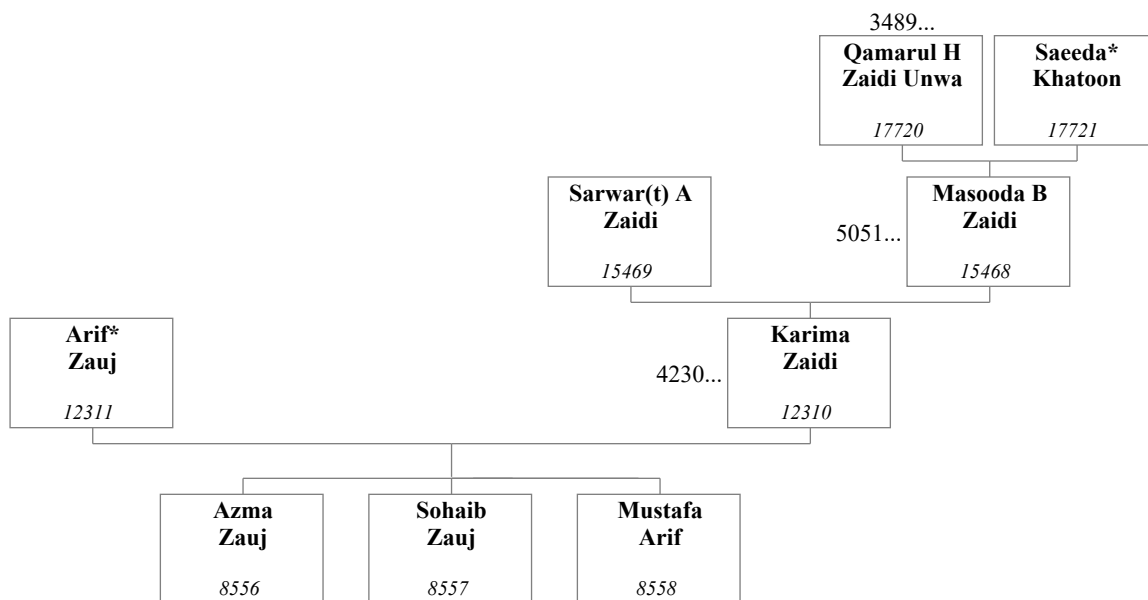 3489...
Qamarul H
Zaidi Unwa
17720
Saeeda*
Khatoon
17721
Sarwar(t) A
Zaidi
15469
5051...
Masooda B
Zaidi
15468
Arif*
Zauj
12311
4230...
Karima
Zaidi
12310
Azma
Zauj
8556
Sohaib
Zauj
8557
Mustafa
Arif
8558